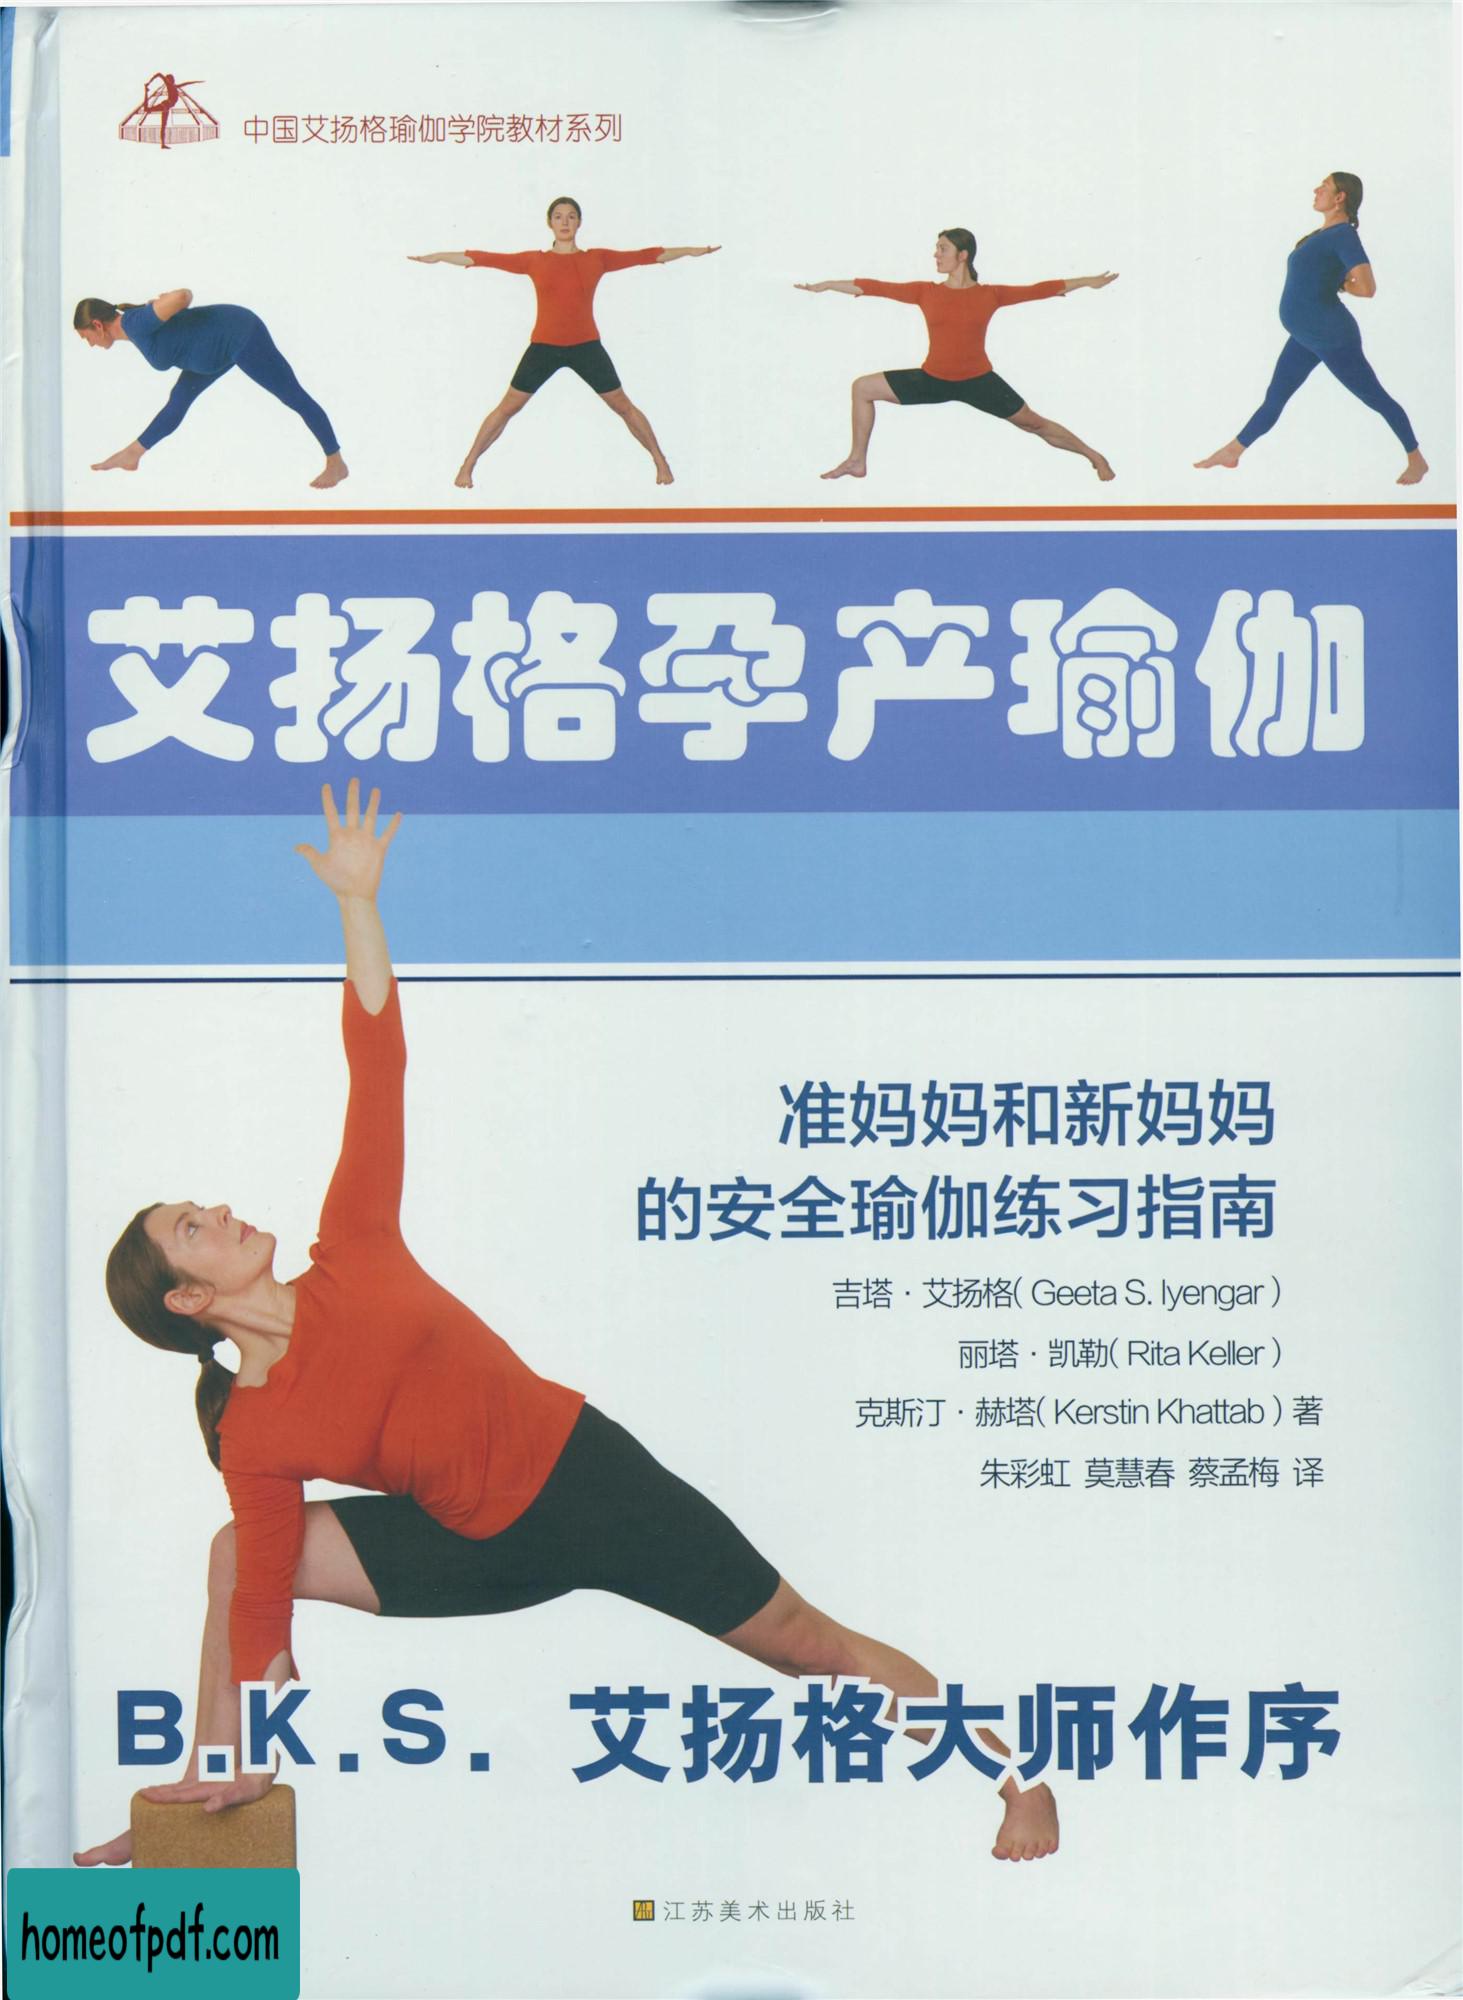 中国艾扬格瑜伽学院教材系列
艾扬格孕产瑜伽
准妈妈和新妈妈
的安全瑜伽练习指南
吉塔·艾扬格(Geeta S. Iyengar)
丽塔·凯勒(Rita Keller)
克斯汀·赫塔(Kerstin Khattab)著
朱彩虹 莫慧春 蔡孟梅 译
B.K.S. 艾扬格大师作序
江苏美术出版社
homeofpdf.com